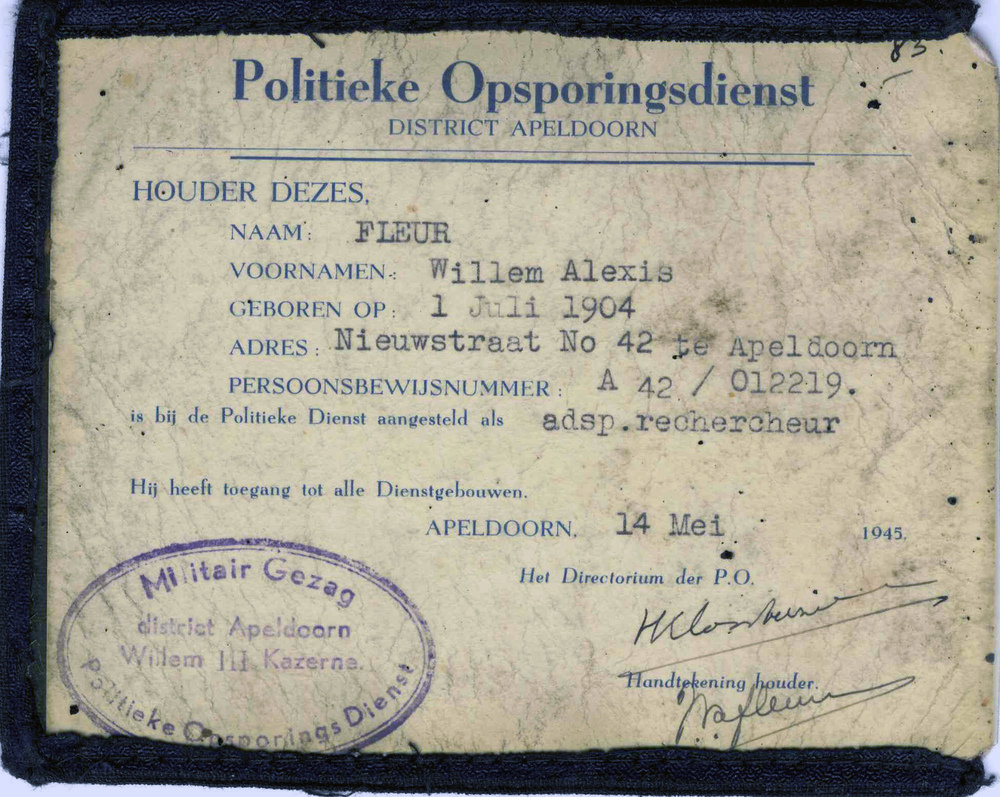 83.
Politieke Opsporingsdienst
DISTRICT APELDOORN
HOUDER DEZES,
NAAM: FLEUR
VOORNAMEN: Willem Alexis
GEBOREN OP: 1 Juli 1904
ADRES: Nieuwstraat No 42 te Apeldoorn
PERSOONSBEWIJSNUMMER: A 42 / 012219.
is bij de Politieke Dienst aangesteld als adsp.rechercheur
Hij heeft toegang tot alle Dienstgebouwen.
APELDOORN, 14 Mei 1945.
Het Directorium der P.O.
Handtekening houder.
Militair Gezag
district Apeldoorn
Willem III Kazerne.
Politieke Opsporings Dienst